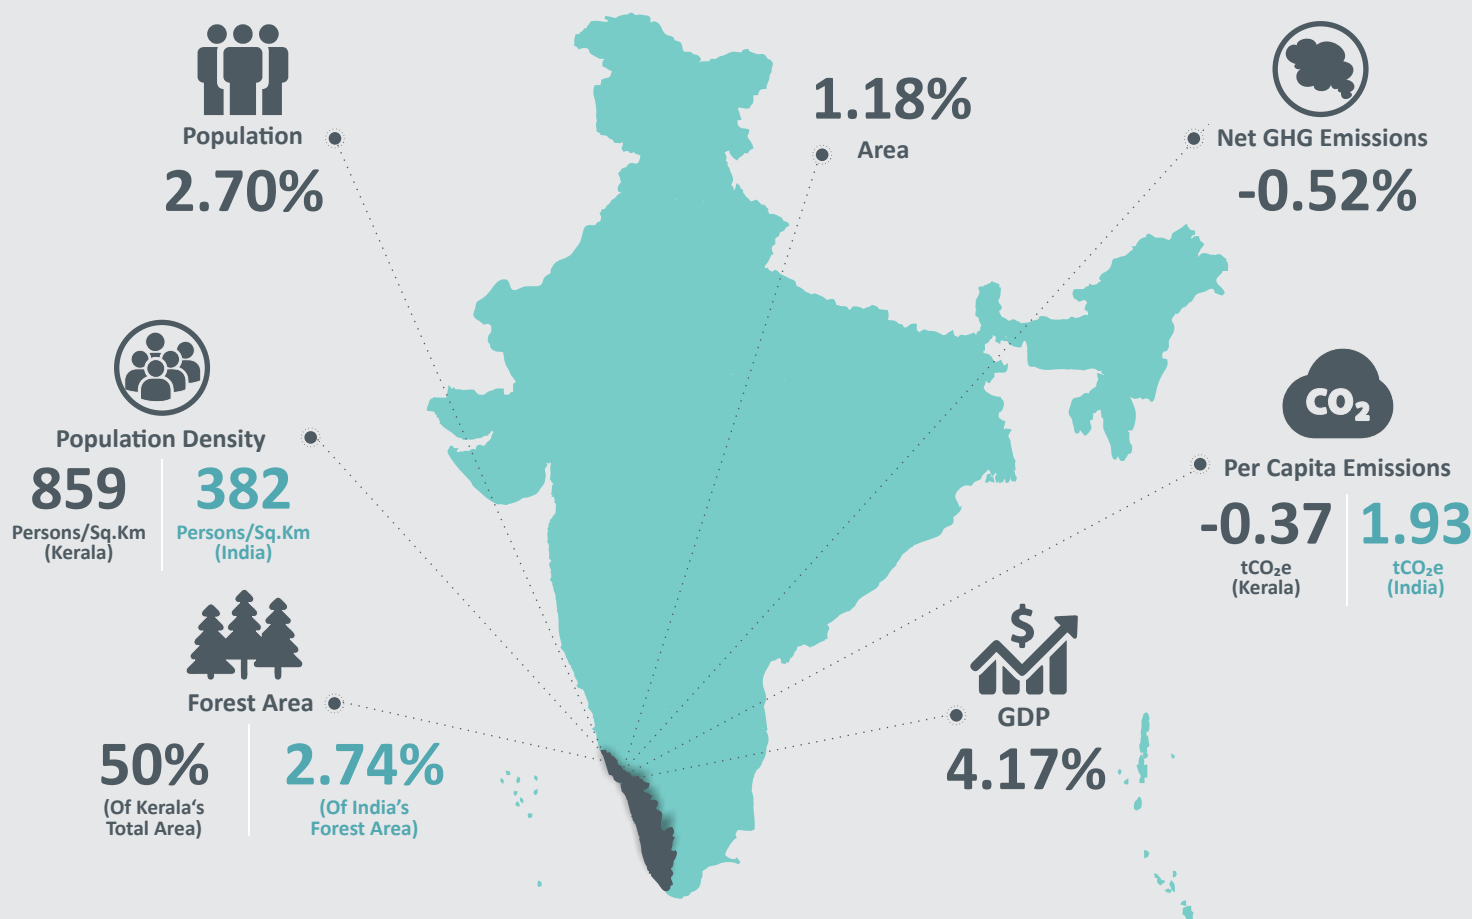 Population
2.70%
1.18%
Area
Net GHG Emissions
-0.52%
Population Density
859
Persons/Sq.Km
(Kerala)
382
Persons/Sq.Km
(India)
CO₂
Per Capita Emissions
-0.37
tCO₂e
(Kerala)
1.93
tCO₂e
(India)
Forest Area
50%
(Of Kerala‘s
Total Area)
2.74%
(Of India’s
Forest Area)
$
GDP
4.17%